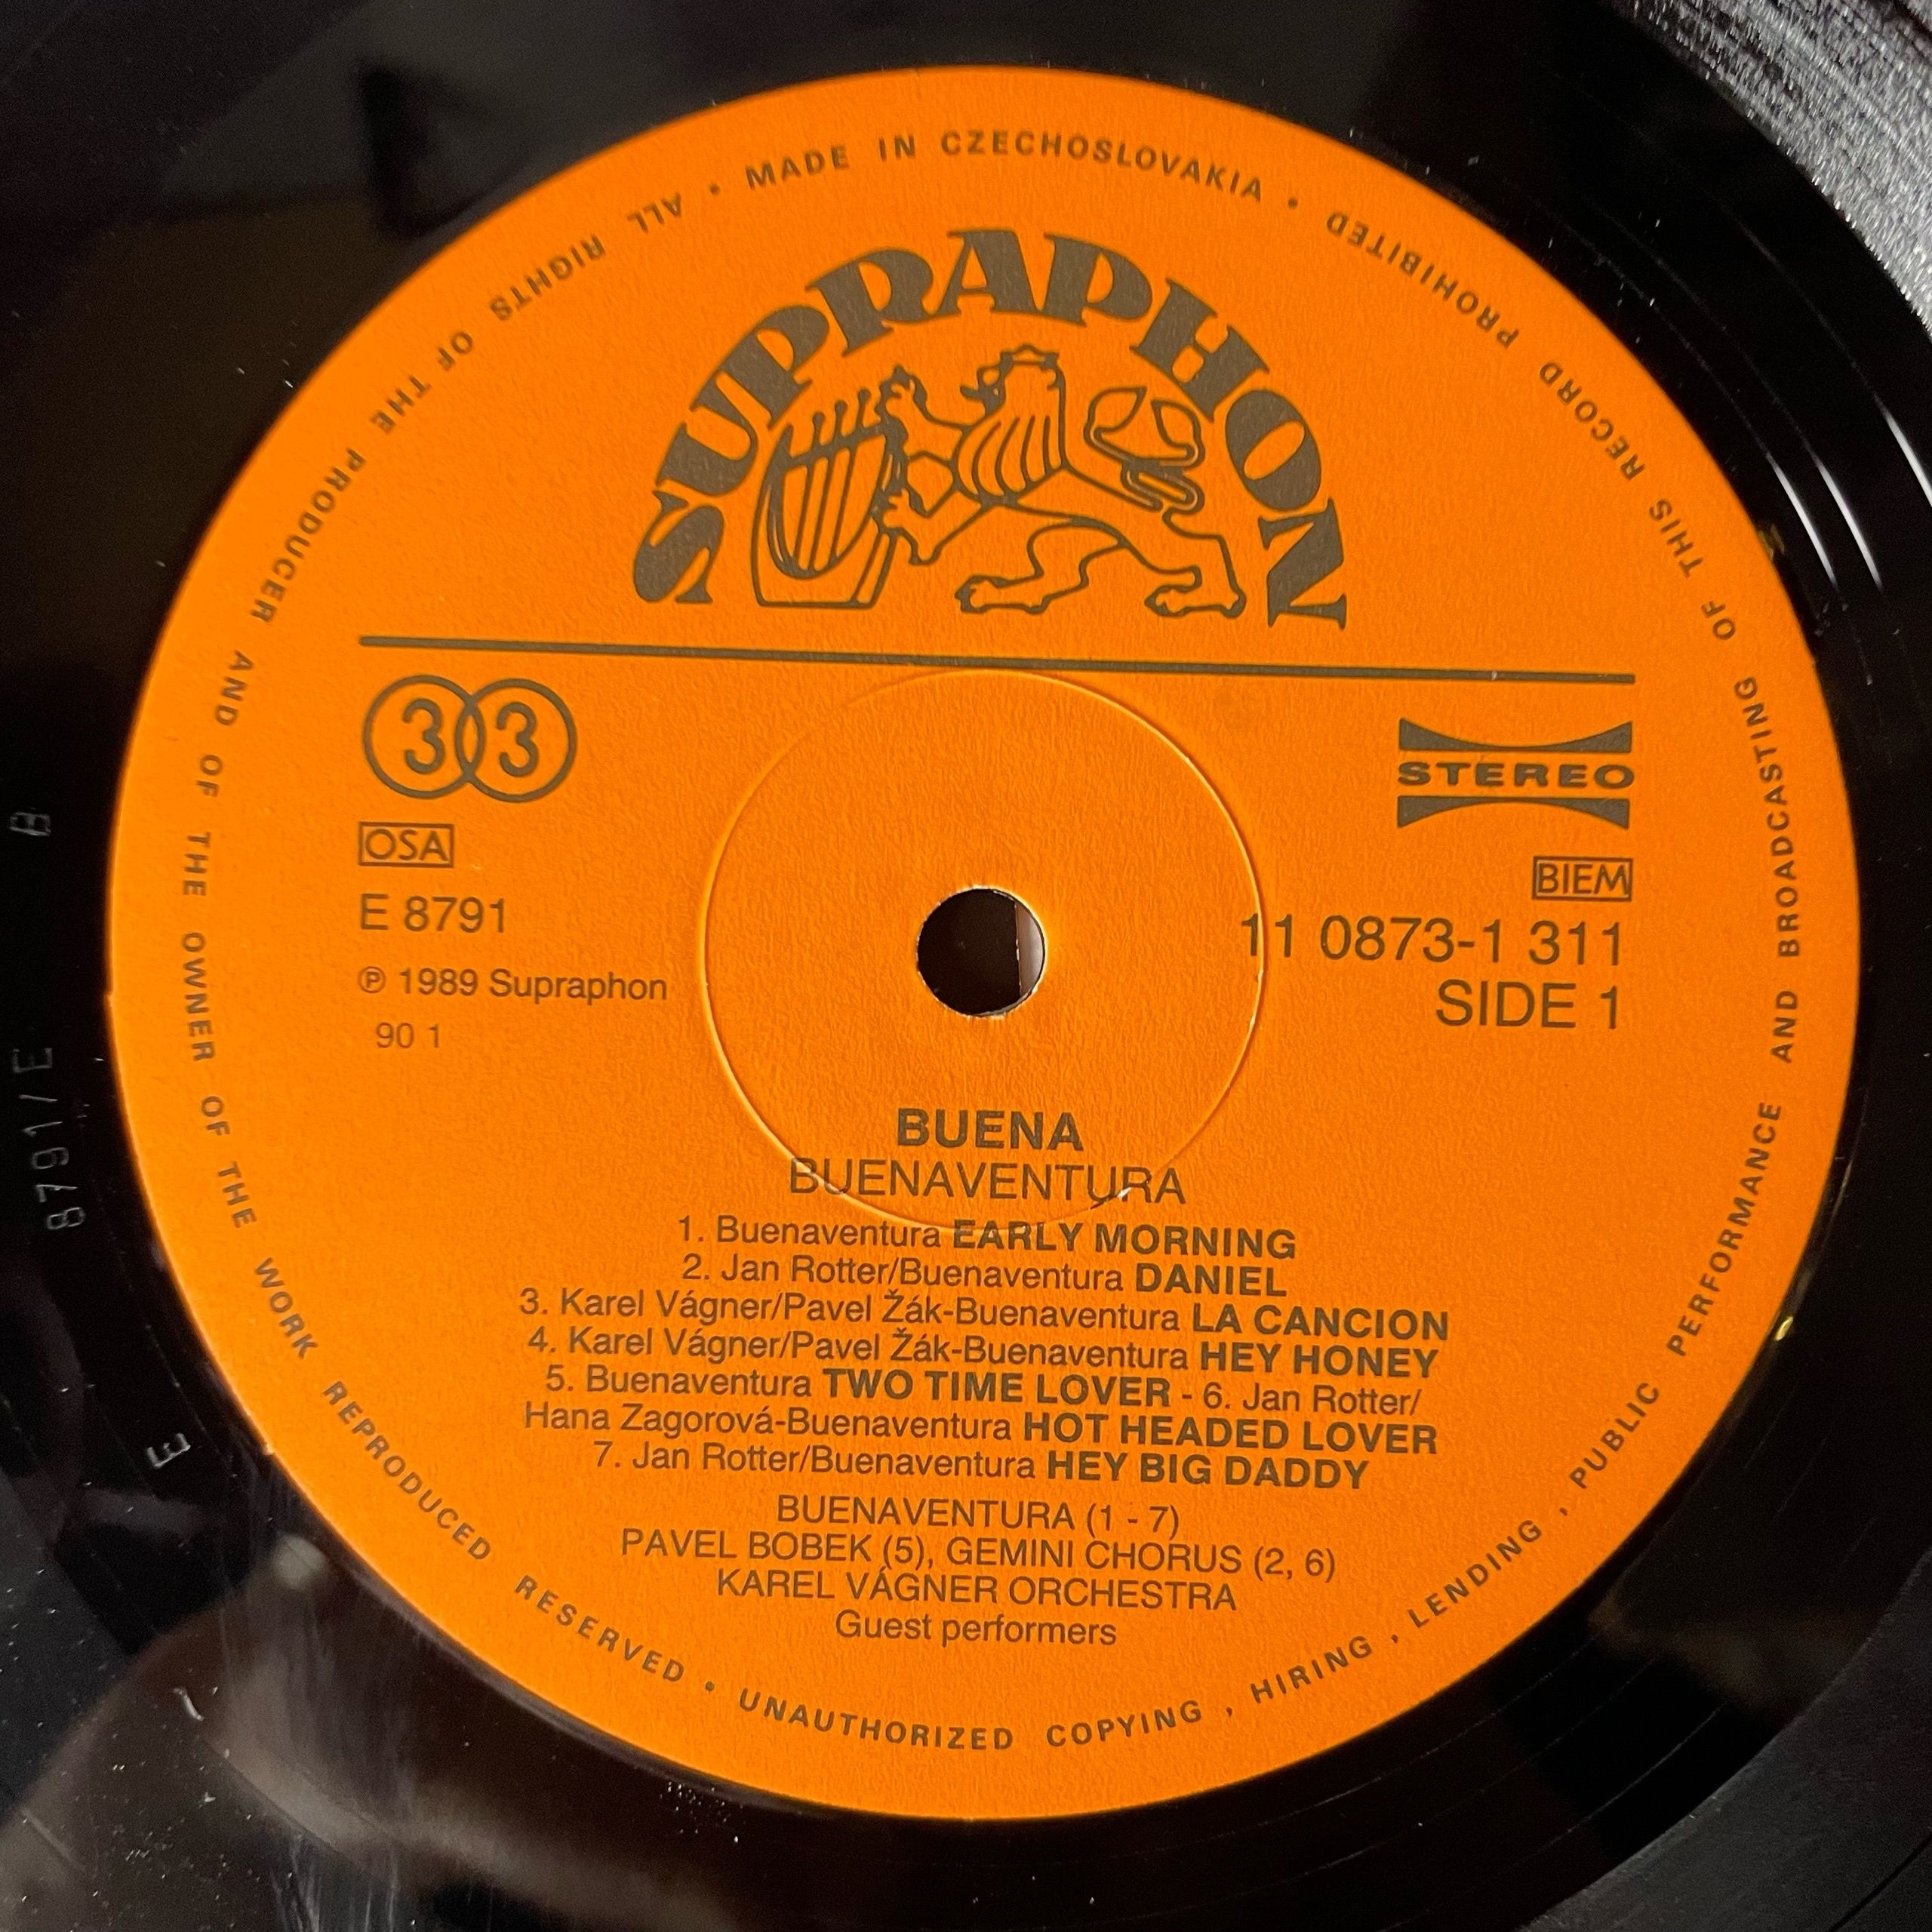 MADE IN CZECHOSLOVAKIA •
ALL RIGHTS OF THE PRODUCER AND OF THE OWNER OF THE WORK REPRODUCED RESERVED • UNAUTHORIZED COPYING , HIRING , LENDING , PUBLIC PERFORMANCE AND BROADCASTING OF THIS RECORD PROHIBITED •
SUPRAPHON
33
STEREO
OSA
BIEM
E 8791
11 0873-1 311
℗ 1989 Supraphon
SIDE 1
90 1
BUENA
BUENAVENTURA
1. Buenaventura EARLY MORNING
2. Jan Rotter/Buenaventura DANIEL
3. Karel Vágner/Pavel Žák-Buenaventura LA CANCION
4. Karel Vágner/Pavel Žák-Buenaventura HEY HONEY
5. Buenaventura TWO TIME LOVER - 6. Jan Rotter/
Hana Zagorová-Buenaventura HOT HEADED LOVER
7. Jan Rotter/Buenaventura HEY BIG DADDY
BUENAVENTURA (1 - 7)
PAVEL BOBEK (5), GEMINI CHORUS (2, 6)
KAREL VÁGNER ORCHESTRA
Guest performers
8791/E
E